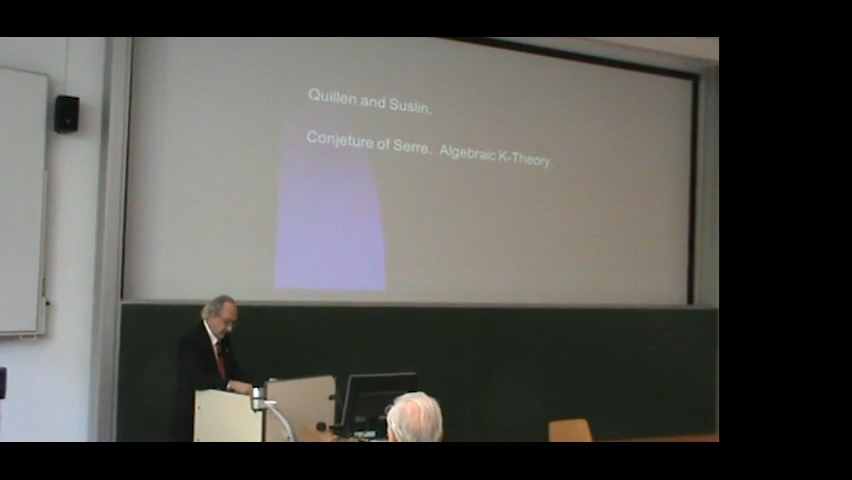 Quillen and Suslin.
Conjeture of Serre. Algebraic K-Theory.